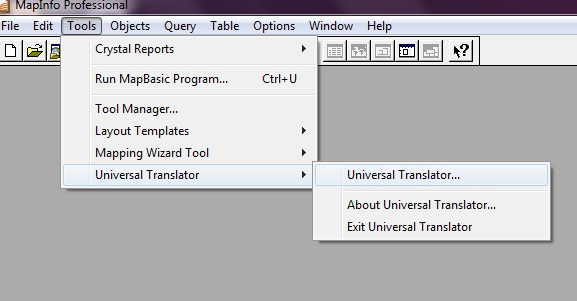 MapInfo Professional
File Edit Tools Objects Query Table Options Window Help
Crystal Reports
Run MapBasic Program... Ctrl+U
Tool Manager...
Layout Templates
Mapping Wizard Tool
Universal Translator Universal Translator...
About Universal Translator...
Exit Universal Translator